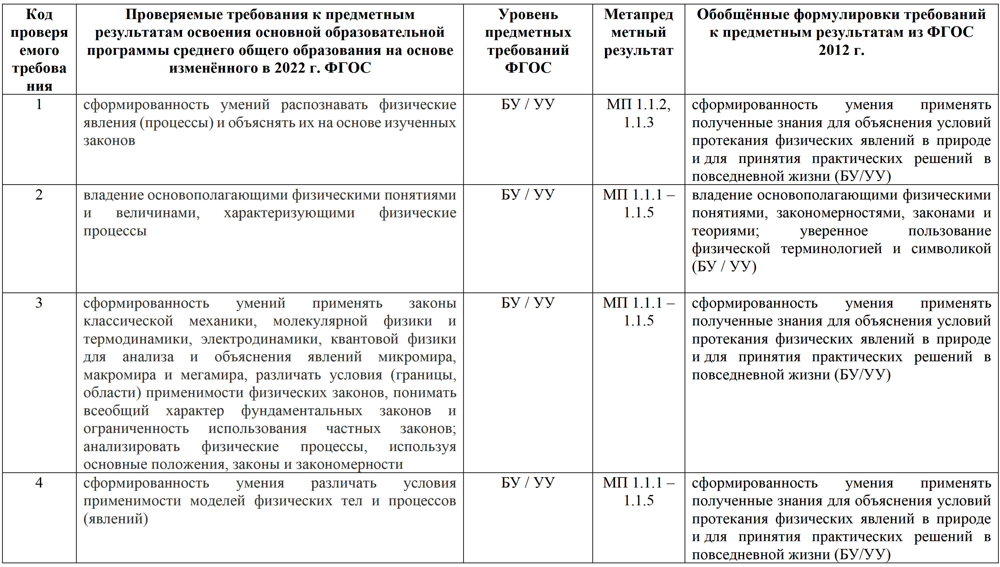 Код
проверя
емого
требова
ния
Проверяемые требования к предметным
результатам освоения основной образовательной
программы среднего общего образования на основе
изменённого в 2022 г. ФГОС
Уровень
предметных
требований
ФГОС
Метапред
метный
результат
Обобщённые формулировки требований
к предметным результатам из ФГОС
2012 г.
1
сформированность умений распознавать физические
явления (процессы) и объяснять их на основе изученных
законов
БУ / УУ
МП 1.1.2,
1.1.3
сформированность умения применять
полученные знания для объяснения условий
протекания физических явлений в природе
и для принятия практических решений в
повседневной жизни (БУ/УУ)
2
владение основополагающими физическими понятиями
и величинами, характеризующими физические
процессы
БУ / УУ
МП 1.1.1 –
1.1.5
владение основополагающими физическими
понятиями, закономерностями, законами и
теориями; уверенное пользование
физической терминологией и символикой
(БУ / УУ)
3
сформированность умений применять законы
классической механики, молекулярной физики и
термодинамики, электродинамики, квантовой физики
для анализа и объяснения явлений микромира,
макромира и мегамира, различать условия (границы,
области) применимости физических законов, понимать
всеобщий характер фундаментальных законов и
ограниченность использования частных законов;
анализировать физические процессы, используя
основные положения, законы и закономерности
БУ / УУ
МП 1.1.1 –
1.1.5
сформированность умения применять
полученные знания для объяснения условий
протекания физических явлений в природе
и для принятия практических решений в
повседневной жизни (БУ/УУ)
4
сформированность умения различать условия
применимости моделей физических тел и процессов
(явлений)
БУ / УУ
МП 1.1.1 –
1.1.5
сформированность умения применять
полученные знания для объяснения условий
протекания физических явлений в природе
и для принятия практических решений в
повседневной жизни (БУ/УУ)